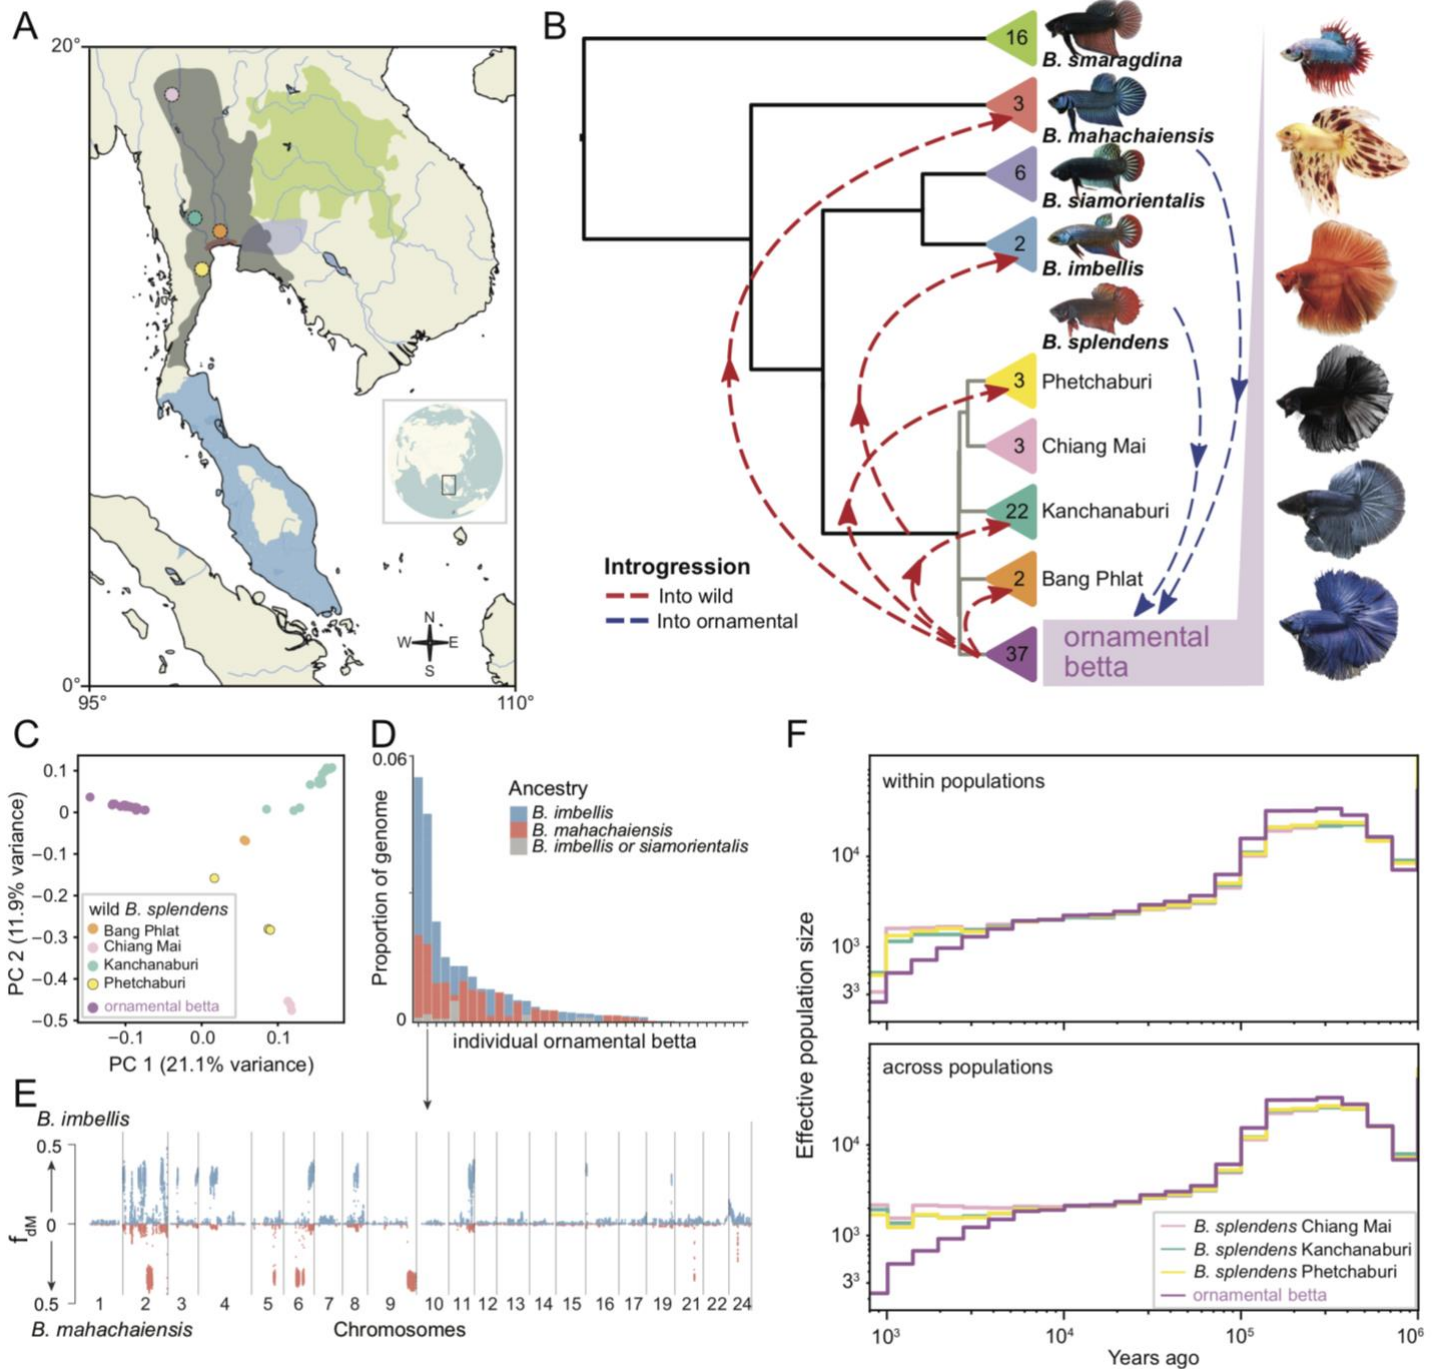 A
20°
0°
95°
110°
N
W E
S
B
16
B. smaragdina
3
B. mahachaiensis
6
B. siamorientalis
2
B. imbellis
B. splendens
3 Phetchaburi
3 Chiang Mai
22 Kanchanaburi
2 Bang Phlat
37
ornamental
betta
Introgression
Into wild
Into ornamental
C
PC 2 (11.9% variance)
0.1
0
−0.1
−0.2
−0.3
−0.4
−0.5
wild B. splendens
Bang Phlat
Chiang Mai
Kanchanaburi
Phetchaburi
ornamental betta
−0.1 0.0 0.1
PC 1 (21.1% variance)
D
0.06
0
Proportion of genome
Ancestry
B. imbellis
B. mahachaiensis
B. imbellis or siamorientalis
individual ornamental betta
E
B. imbellis
0.5
0
0.5
fdM
1 2 3 4 5 6 7 8 9 10 11 12 13 14 15 16 17 19 21 22 24
B. mahachaiensis
Chromosomes
F
within populations
10⁴
10³
3³
Effective population size
across populations
10⁴
10³
3³
B. splendens Chiang Mai
B. splendens Kanchanaburi
B. splendens Phetchaburi
ornamental betta
10³ 10⁴ 10⁵ 10⁶
Years ago